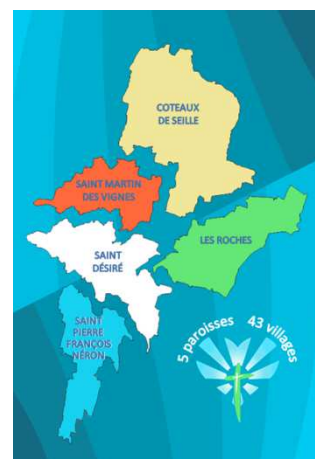 COTEAUX
DE SEILLE
SAINT MARTIN
DES VIGNES
LES ROCHES
SAINT
DÉSIRÉ
SAINT
PIERRE
FRANÇOIS
NÉRON
5 paroisses 43 villages